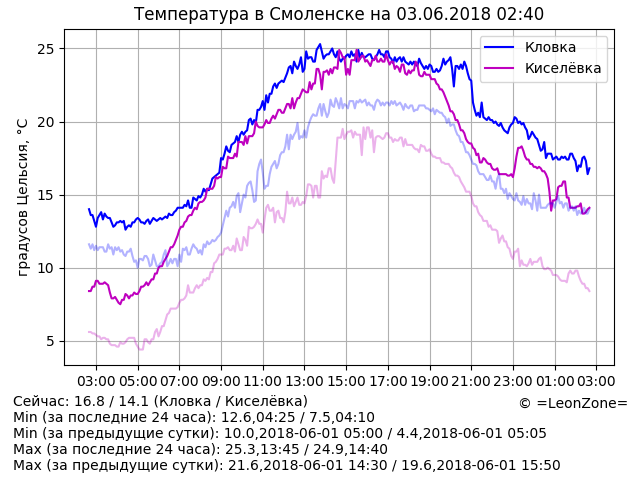 Температура в Смоленске на 03.06.2018 02:40
градусов Цельсия, °C
25
20
15
10
5
Кловка
Киселёвка
03:00 05:00 07:00 09:00 11:00 13:00 15:00 17:00 19:00 21:00 23:00 01:00 03:00
Сейчас: 16.8 / 14.1 (Кловка / Киселёвка)
© =LeonZone=
Min (за последние 24 часа): 12.6,04:25 / 7.5,04:10
Min (за предыдущие сутки): 10.0,2018-06-01 05:00 / 4.4,2018-06-01 05:05
Max (за последние 24 часа): 25.3,13:45 / 24.9,14:40
Max (за предыдущие сутки): 21.6,2018-06-01 14:30 / 19.6,2018-06-01 15:50